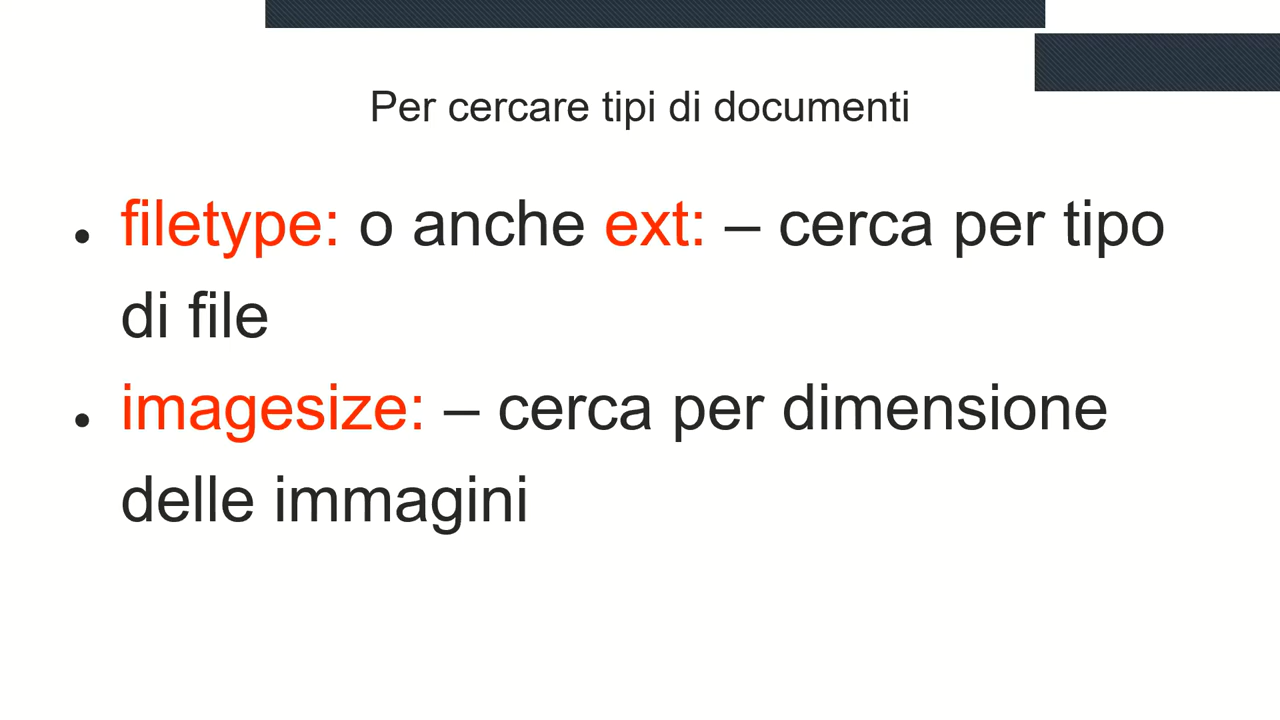 Per cercare tipi di documenti
• filetype: o anche ext: – cerca per tipo
di file
• imagesize: – cerca per dimensione
delle immagini